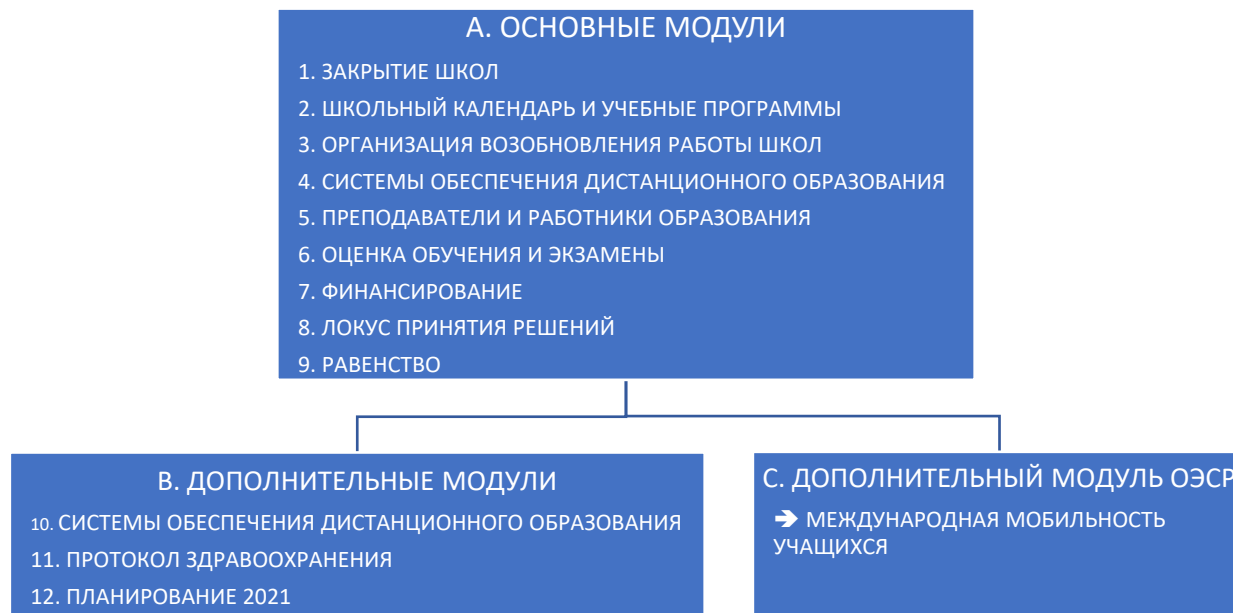 А. ОСНОВНЫЕ МОДУЛИ
1. ЗАКРЫТИЕ ШКОЛ
2. ШКОЛЬНЫЙ КАЛЕНДАРЬ И УЧЕБНЫЕ ПРОГРАММЫ
3. ОРГАНИЗАЦИЯ ВОЗОБНОВЛЕНИЯ РАБОТЫ ШКОЛ
4. СИСТЕМЫ ОБЕСПЕЧЕНИЯ ДИСТАНЦИОННОГО ОБРАЗОВАНИЯ
5. ПРЕПОДАВАТЕЛИ И РАБОТНИКИ ОБРАЗОВАНИЯ
6. ОЦЕНКА ОБУЧЕНИЯ И ЭКЗАМЕНЫ
7. ФИНАНСИРОВАНИЕ
8. ЛОКУС ПРИНЯТИЯ РЕШЕНИЙ
9. РАВЕНСТВО
В. ДОПОЛНИТЕЛЬНЫЕ МОДУЛИ
10. СИСТЕМЫ ОБЕСПЕЧЕНИЯ ДИСТАНЦИОННОГО ОБРАЗОВАНИЯ
11. ПРОТОКОЛ ЗДРАВООХРАНЕНИЯ
12. ПЛАНИРОВАНИЕ 2021
С. ДОПОЛНИТЕЛЬНЫЙ МОДУЛЬ ОЭСР
➔ МЕЖДУНАРОДНАЯ МОБИЛЬНОСТЬ
УЧАЩИХСЯ